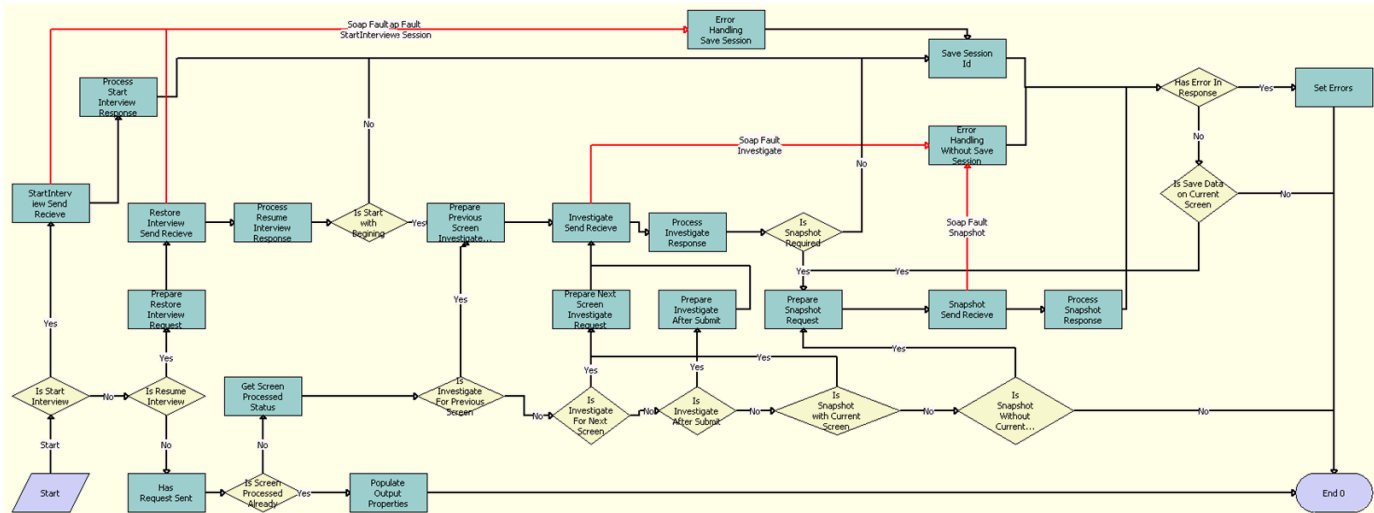 Soap Fault
StartInterview
ap Fault
Session
Error
Handling
Save Session
Save Session
Id
Process
Start
Interview
Response
Has Error In
Response
Yes
Set Errors
No
Soap Fault
Investigate
Error
Handling
Without Save
Session
No
No
Is Save Data
on Current
Screen
No
StartInterv
iew Send
Recieve
Restore
Interview
Send Recieve
Process
Resume
Interview
Response
Is Start
with
Begining
Yes
Prepare
Previous
Screen
Investigate...
Investigate
Send Recieve
Process
Investigate
Response
Is
Snapshot
Required
Soap Fault
Snapshot
Yes
Yes
Prepare
Restore
Interview
Request
Prepare Next
Screen
Investigate
Request
Prepare
Investigate
After Submit
Prepare
Snapshot
Request
Snapshot
Send Recieve
Process
Snapshot
Response
Yes
Yes
Yes
Yes
Yes
Yes
Yes
Is Start
Interview
No
Is Resume
Interview
Get Screen
Processed
Status
Is
Investigate
For Previous
Screen
No
Is
Investigate
For Next
Screen
No
Is
Investigate
After Submit
No
Is
Snapshot
with Current
Screen
No
Is
Snapshot
Without
Current...
No
Start
No
No
Start
Has
Request Sent
Is Screen
Processed
Already
Yes
Populate
Output
Properties
End 0